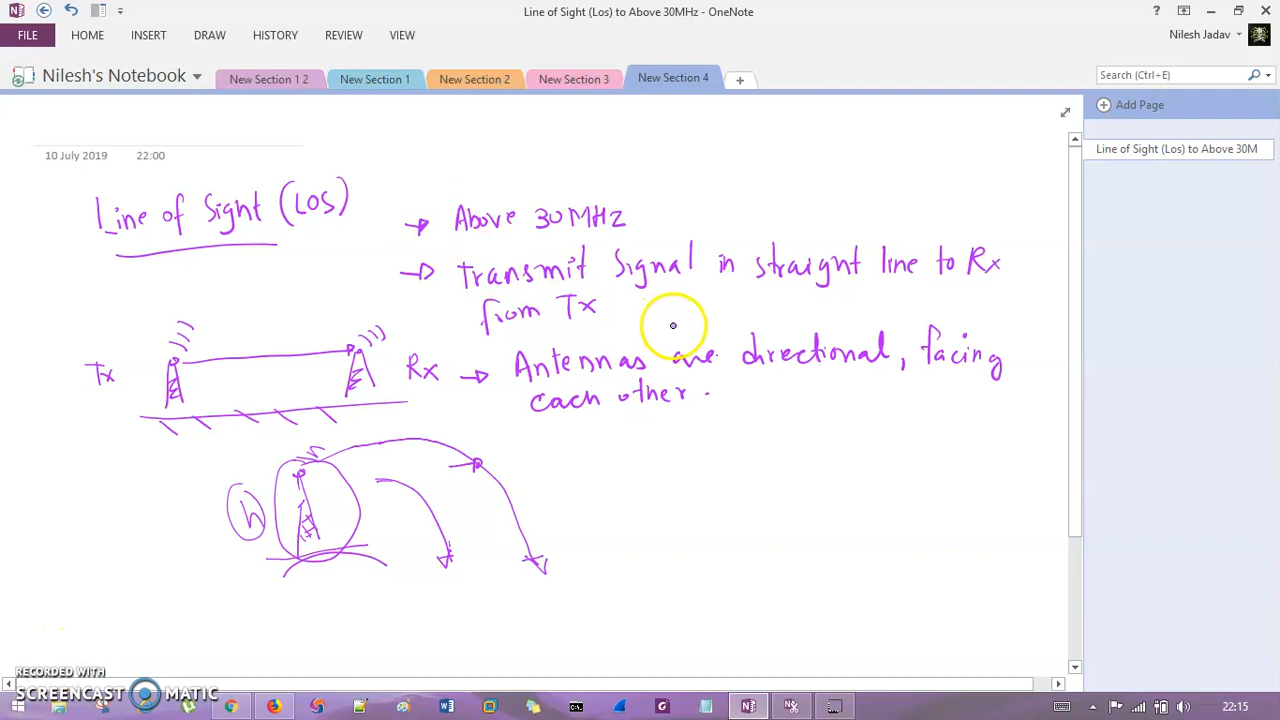 Line of Sight (Los) to Above 30MHz - OneNote
FILE HOME INSERT DRAW HISTORY REVIEW VIEW
Nilesh Jadav
Nilesh's Notebook
New Section 1 2
New Section 1
New Section 2
New Section 3
New Section 4
Search (Ctrl+E)
Add Page
Line of Sight (Los) to Above 30M
10 July 2019 22:00
Line of Sight (LOS)
Above 30MHz
Transmit Signal in straight line to Rx
from Tx
Tx
Rx
Antennas are directional, facing
each other.
h
RECORDED WITH
SCREENCAST MATIC
22:15